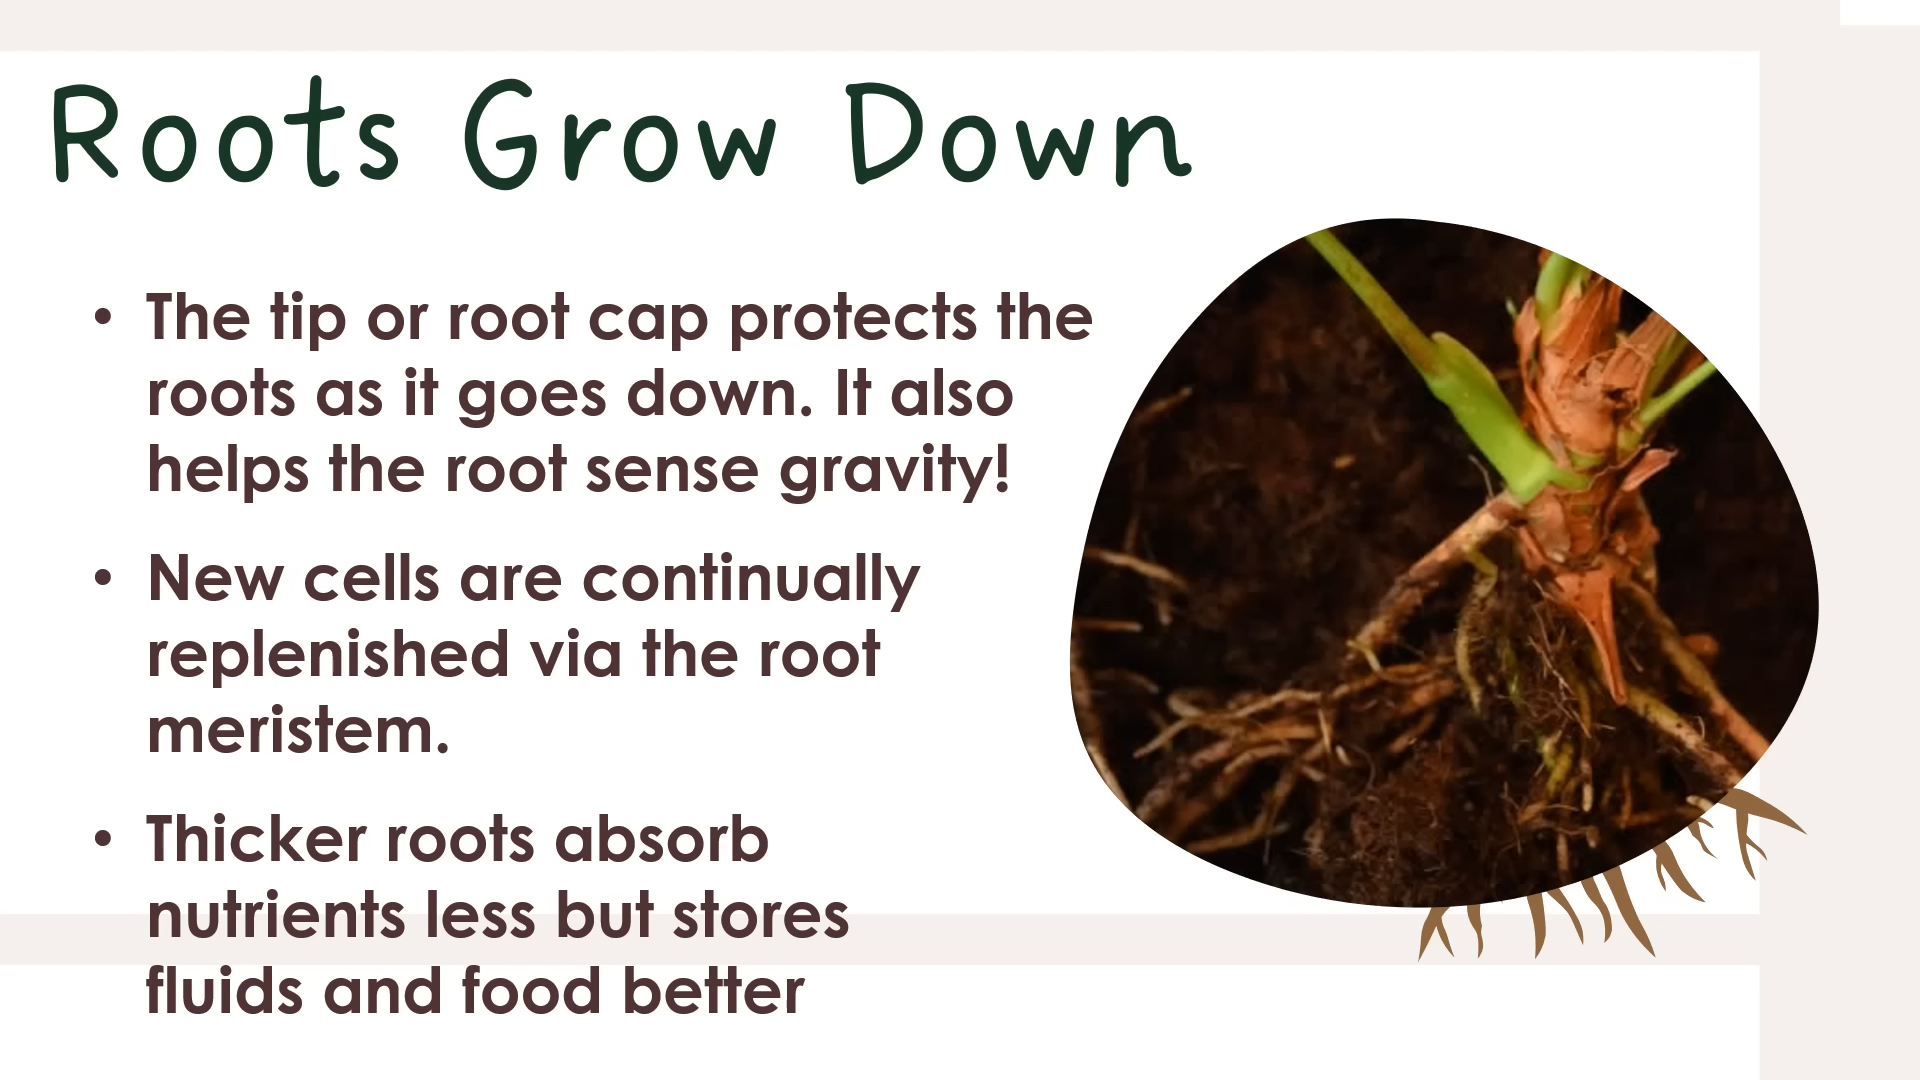 Roots Grow Down
• The tip or root cap protects the
roots as it goes down. It also
helps the root sense gravity!
• New cells are continually
replenished via the root
meristem.
• Thicker roots absorb
nutrients less but stores
fluids and food better